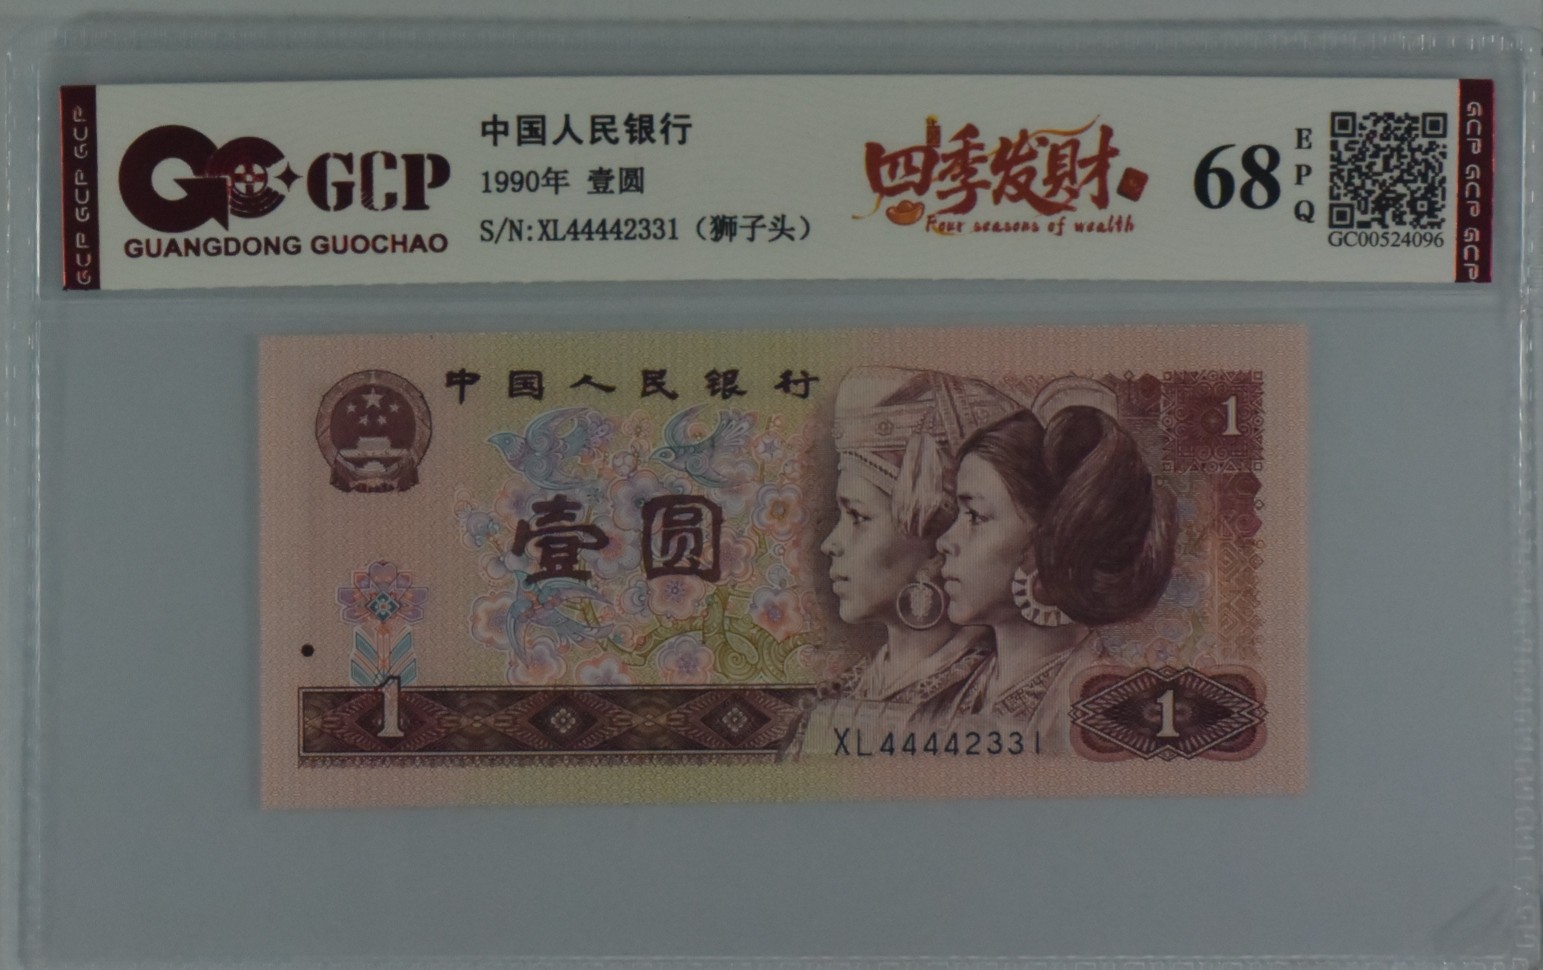 GCP GCP GCP
GC GCP
GUANGDONG GUOCHAO
中国人民银行
1990年 壹圆
S/N:XL44442331（狮子头）
四季发财
Four seasons of wealth
68
EPQ
GC00524096
GCP GCP GCP
中国人民银行
1
壹圆
1
XL44442331
1